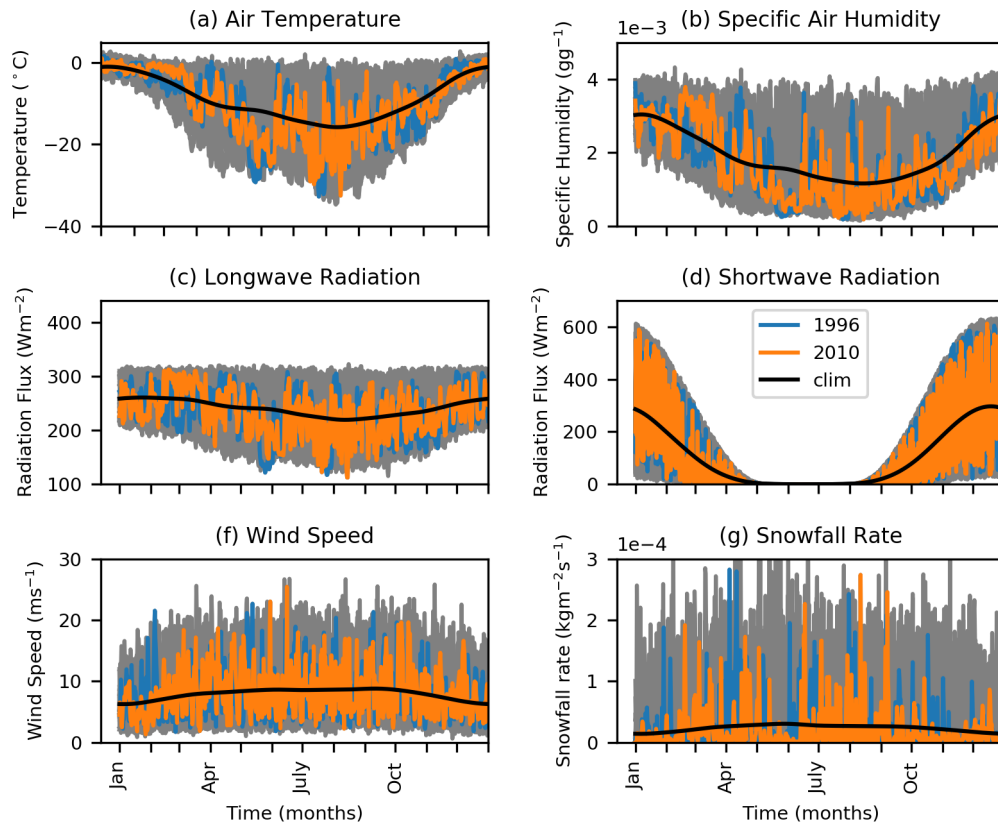 (a) Air Temperature
0
−20
−40
Temperature (°C)
(b) Specific Air Humidity
1e−3
4
2
0
Specific Humidity (gg⁻¹)
(c) Longwave Radiation
400
300
200
100
Radiation Flux (Wm⁻²)
(d) Shortwave Radiation
600
400
200
0
Radiation Flux (Wm⁻²)
1996
2010
clim
(f) Wind Speed
30
20
10
0
Wind Speed (ms⁻¹)
Jan
Apr
July
Oct
Time (months)
(g) Snowfall Rate
1e−4
3
2
1
0
Snowfall rate (kgm⁻²s⁻¹)
Jan
Apr
July
Oct
Time (months)